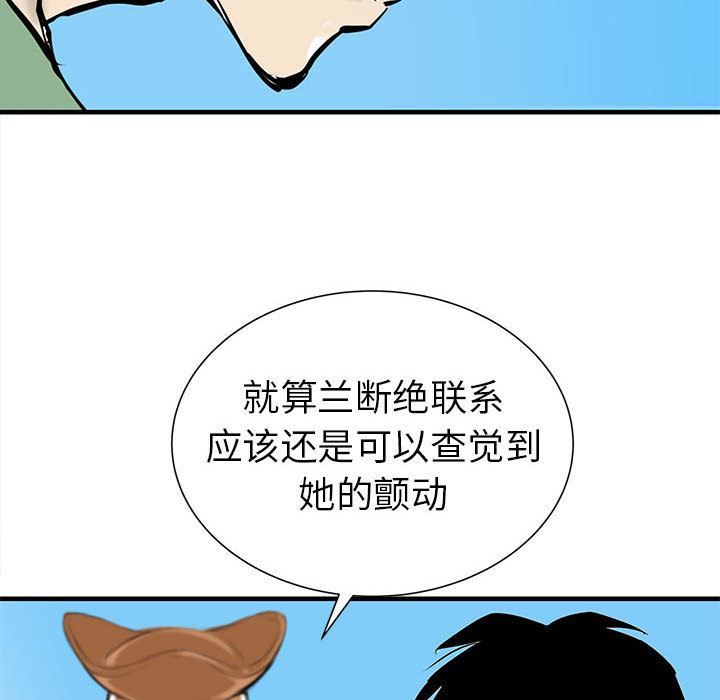 就算兰断绝联系
应该还是可以查觉到
她的颤动